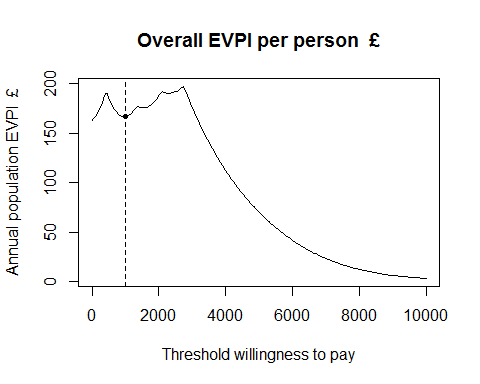 Overall EVPI per person £
Annual population EVPI £
200
150
100
50
0
0 2000 4000 6000 8000 10000
Threshold willingness to pay